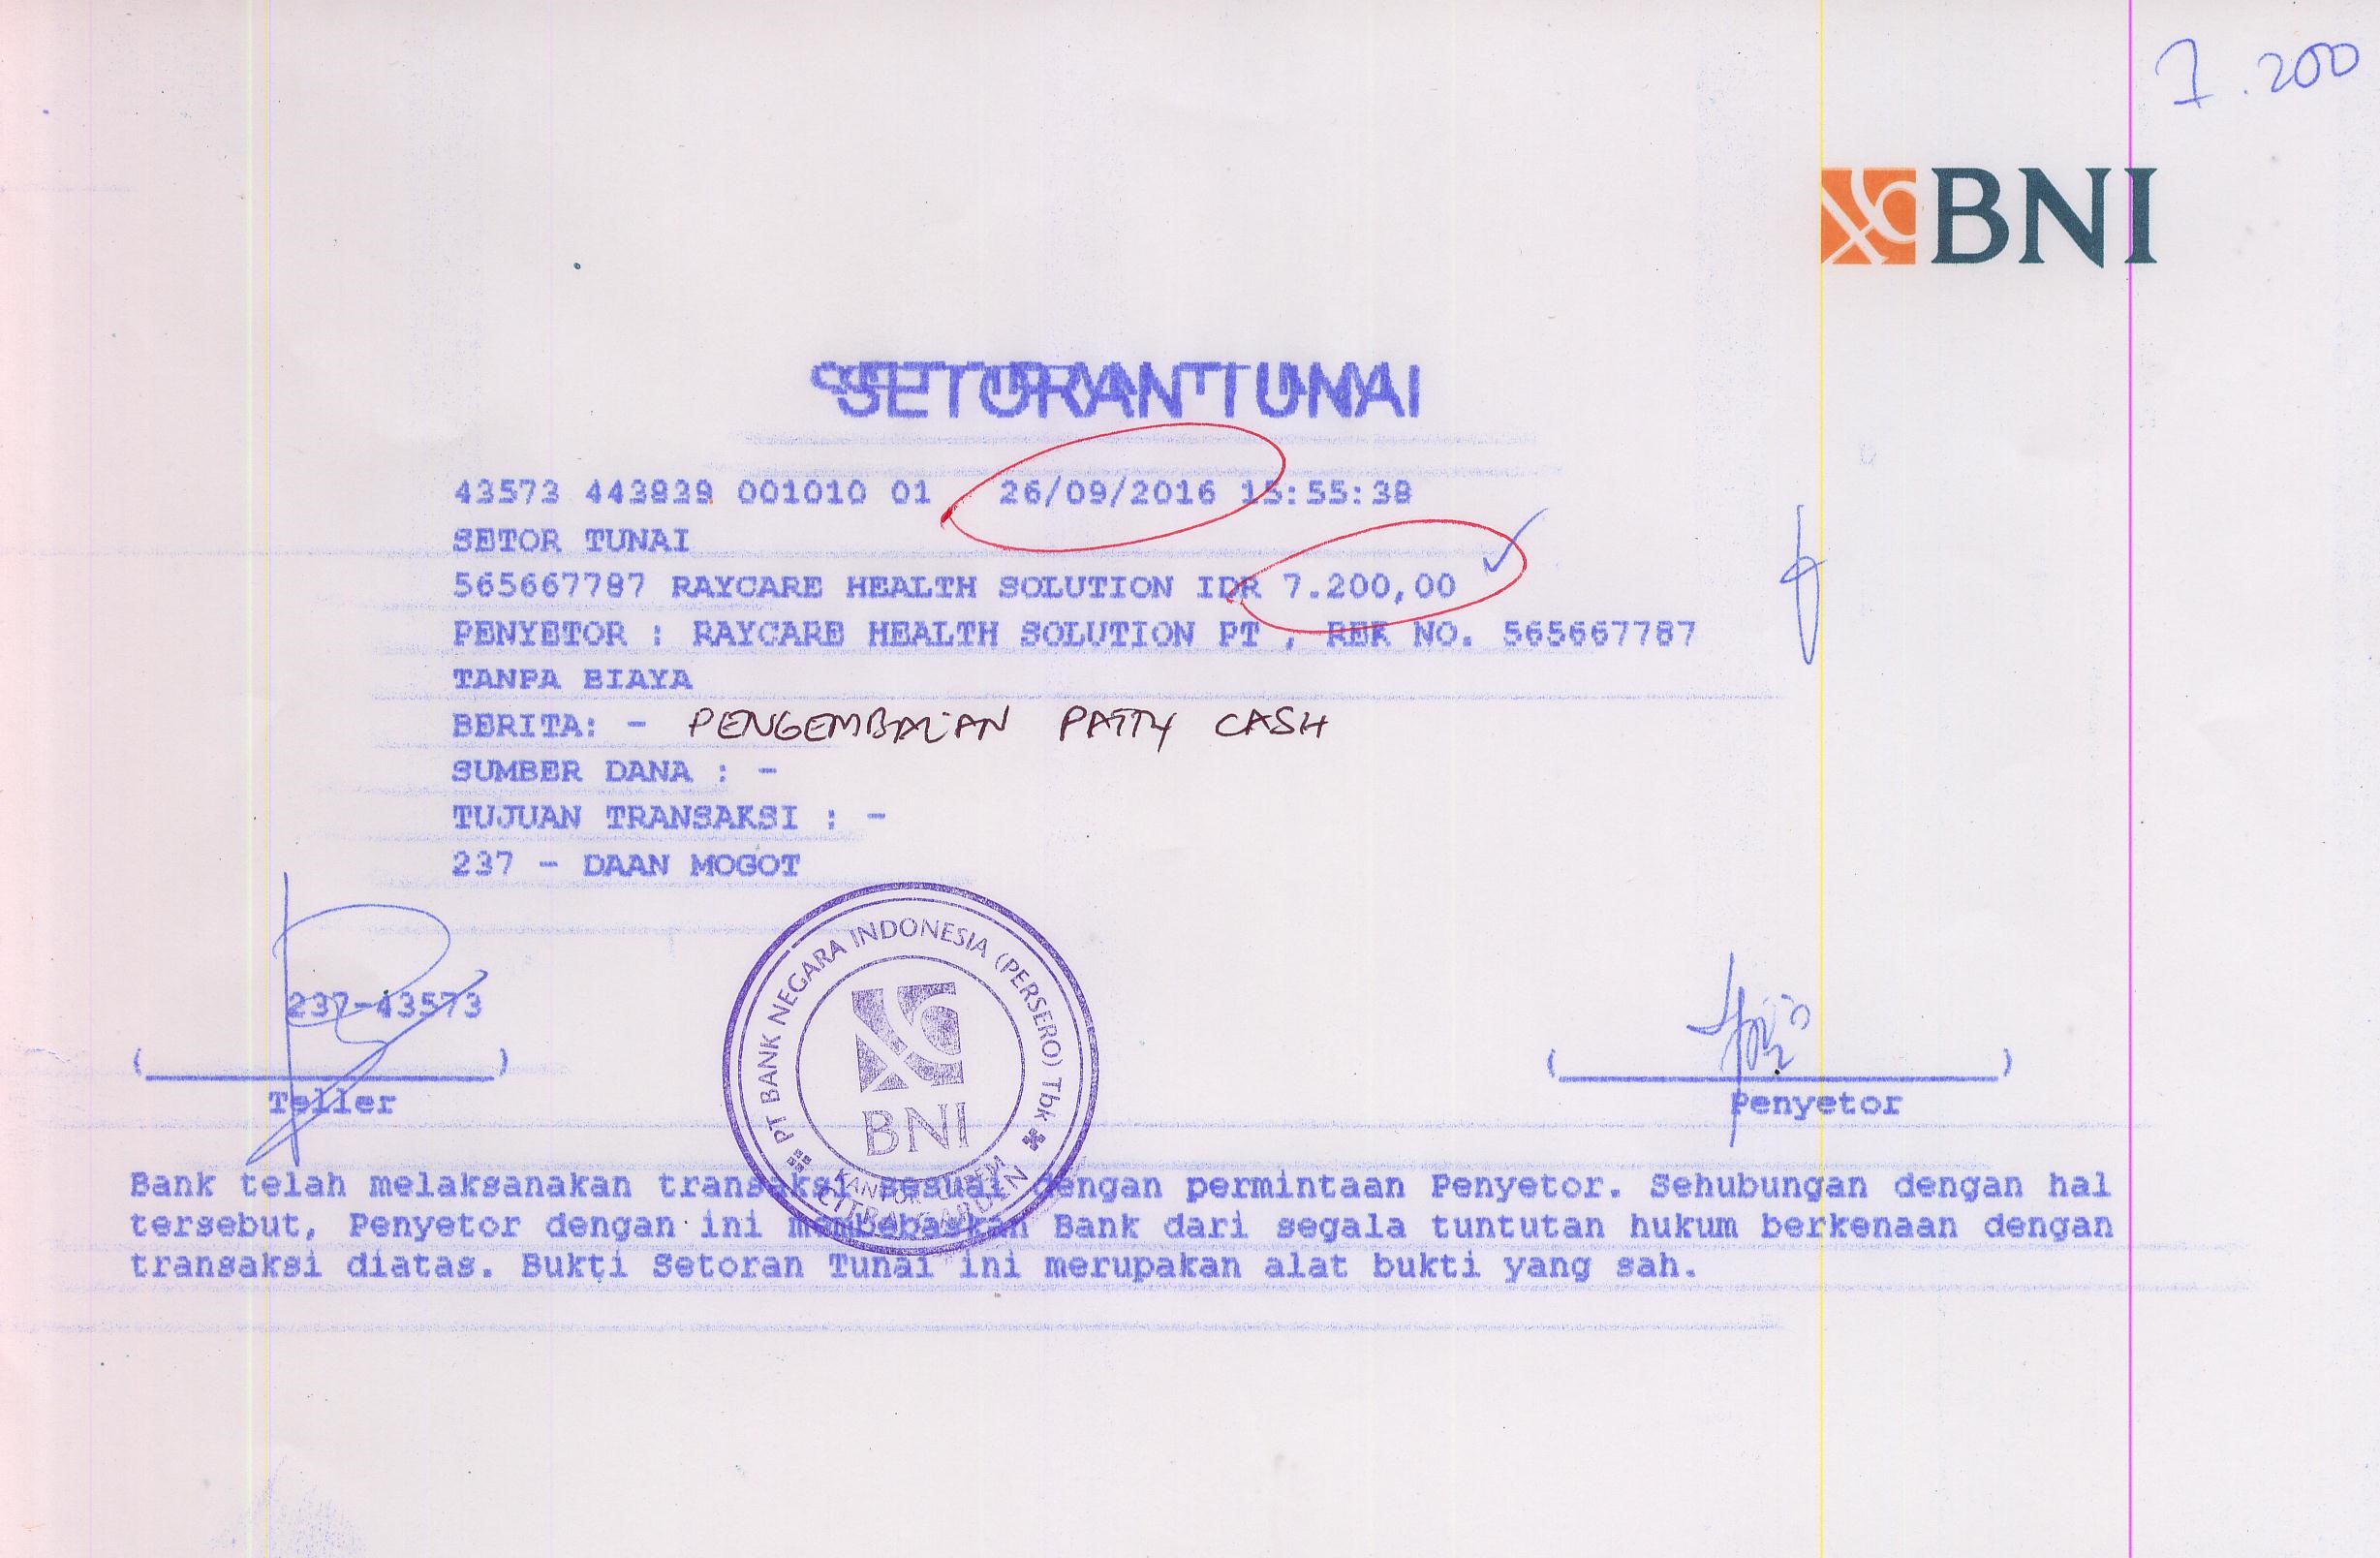 7.200
BNI
SETORAN TUNAI
43573 443839 001010 01 26/09/2016 15:55:38
SETOR TUNAI
565667787 RAYCARE HEALTH SOLUTION IDR 7.200,00
PENYETOR : RAYCARE HEALTH SOLUTION PT , REK NO. 565667787
TANPA BIAYA
BERITA: - PENGEMBALIAN PATTY CASH
SUMBER DANA : -
TUJUAN TRANSAKSI : -
237 - DAAN MOGOT
237-43573
( )
Teller
PT BANK NEGARA INDONESIA (PERSERO) Tbk
BNI
KANTOR
( )
Penyetor
Bank telah melaksanakan transaksi sesuai dengan permintaan Penyetor. Sehubungan dengan hal
tersebut, Penyetor dengan ini membebaskan Bank dari segala tuntutan hukum berkenaan dengan
transaksi diatas. Bukti Setoran Tunai ini merupakan alat bukti yang sah.